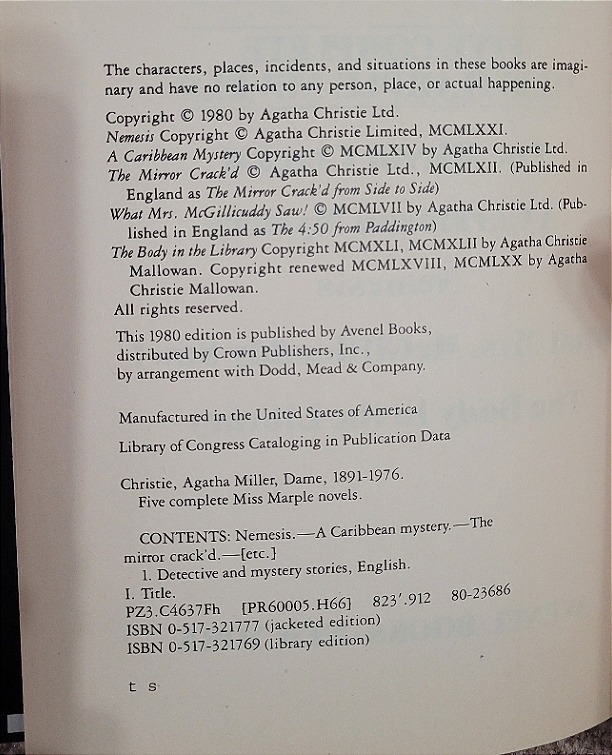 The characters, places, incidents, and situations in these books are imagi-
nary and have no relation to any person, place, or actual happening.
Copyright © 1980 by Agatha Christie Ltd.
Nemesis Copyright © Agatha Christie Limited, MCMLXXI.
A Caribbean Mystery Copyright © MCMLXIV by Agatha Christie Ltd.
The Mirror Crack'd © Agatha Christie Ltd., MCMLXII. (Published in
England as The Mirror Crack'd from Side to Side)
What Mrs. McGillicuddy Saw! © MCMLVII by Agatha Christie Ltd. (Pub-
lished in England as The 4:50 from Paddington)
The Body in the Library Copyright MCMXLI, MCMXLII by Agatha Christie
Mallowan. Copyright renewed MCMLXVIII, MCMLXX by Agatha
Christie Mallowan.
All rights reserved.
This 1980 edition is published by Avenel Books,
distributed by Crown Publishers, Inc.,
by arrangement with Dodd, Mead & Company.
Manufactured in the United States of America
Library of Congress Cataloging in Publication Data
Christie, Agatha Miller, Dame, 1891-1976.
Five complete Miss Marple novels.
CONTENTS: Nemesis.—A Caribbean mystery.—The
mirror crack'd.—[etc.]
1. Detective and mystery stories, English.
I. Title.
PZ3.C4637Fh [PR60005.H66] 823'.912 80-23686
ISBN 0-517-321777 (jacketed edition)
ISBN 0-517-321769 (library edition)
t s